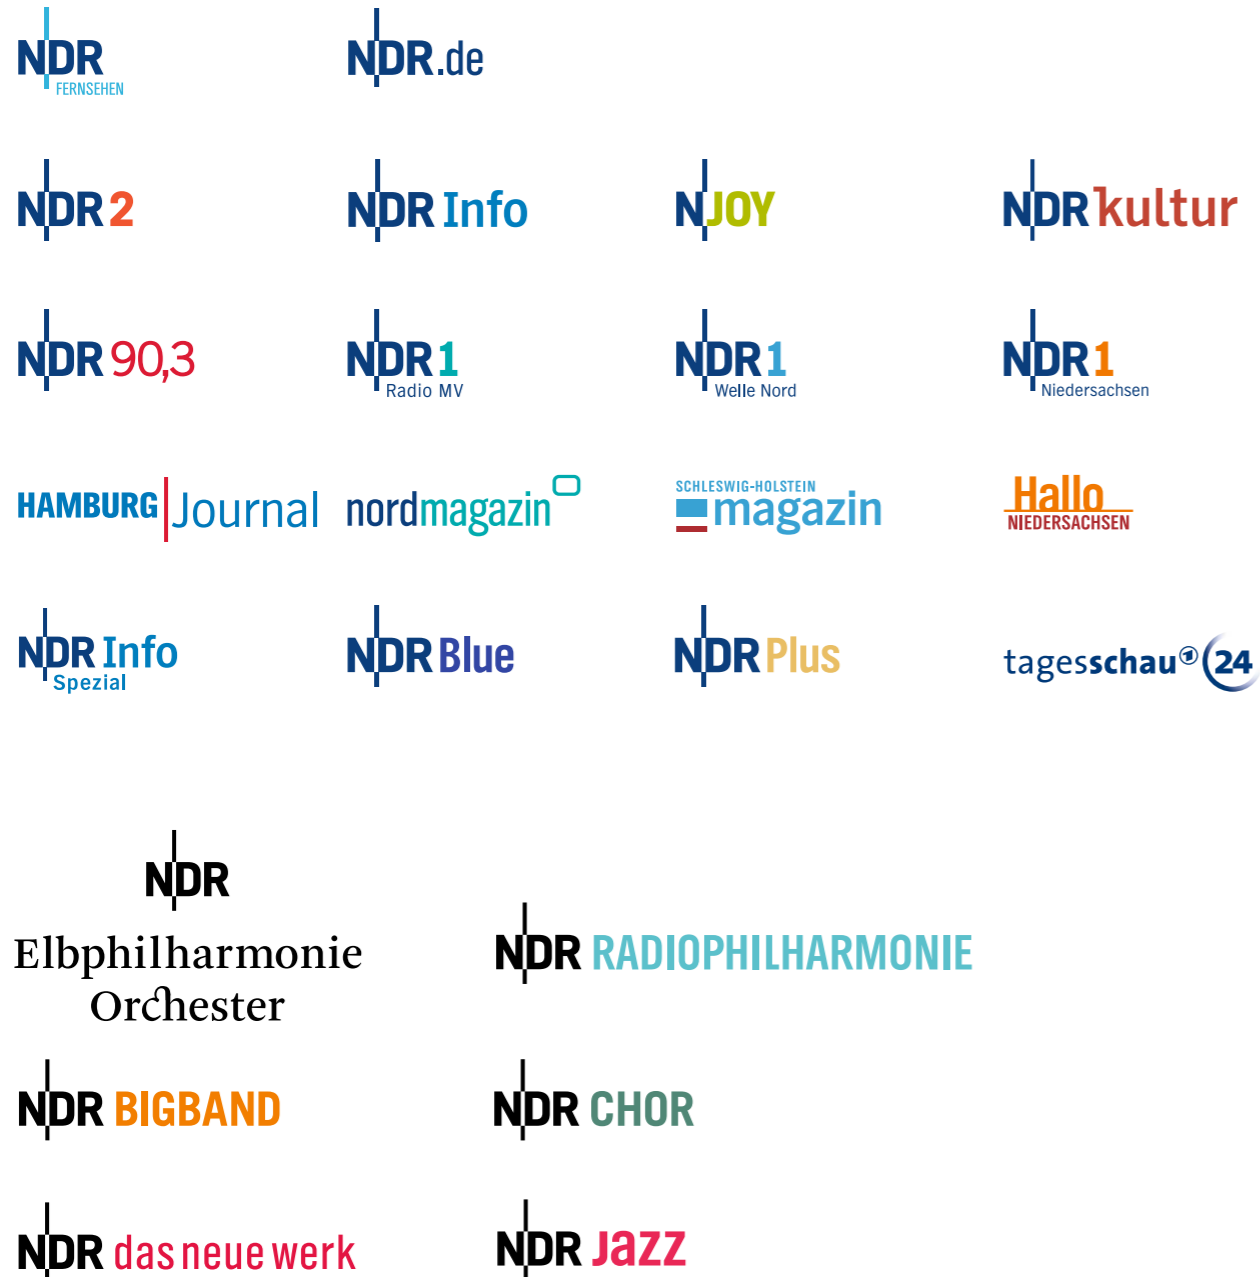 NDR
FERNSEHEN
NDR.de
NDR 2
NDR Info
N JOY
NDR kultur
NDR 90,3
NDR 1
Radio MV
NDR 1
Welle Nord
NDR 1
Niedersachsen
HAMBURG Journal
nordmagazin
SCHLESWIG-HOLSTEIN
magazin
Hallo
NIEDERSACHSEN
NDR Info
Spezial
NDR Blue
NDR Plus
tagesschau 24
NDR
Elbphilharmonie
Orchester
NDR RADIOPHILHARMONIE
NDR BIGBAND
NDR CHOR
NDR das neue werk
NDR Jazz